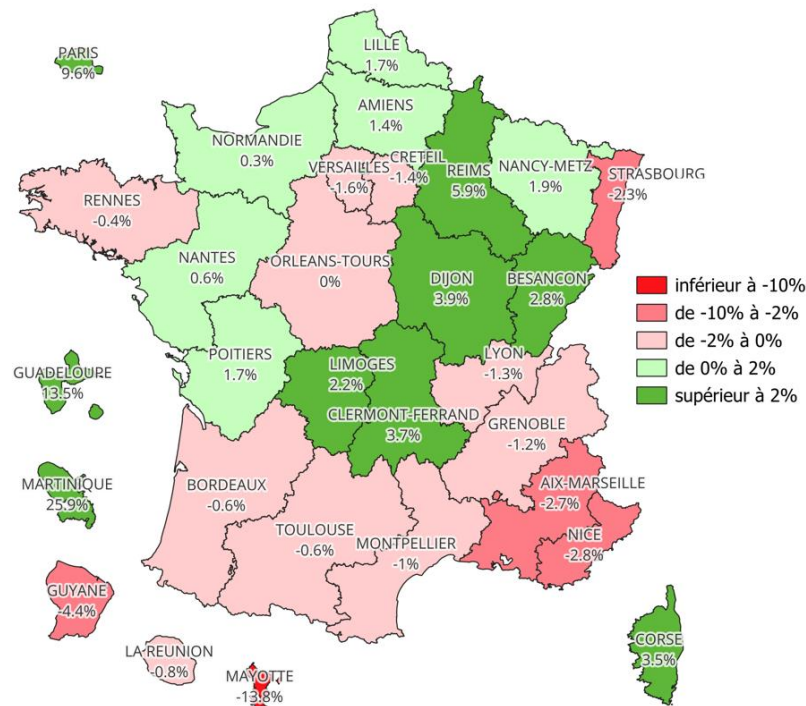 LILLE
1.7%
PARIS
9.6%
AMIENS
1.4%
NORMANDIE
0.3%
VERSAILLES
-1.6%
CRETEIL
-1.4%
REIMS
5.9%
NANCY-METZ
1.9%
STRASBOURG
-2.3%
RENNES
-0.4%
NANTES
0.6%
ORLEANS-TOURS
0%
DIJON
3.9%
BESANCON
2.8%
inférieur à -10%
de -10% à -2%
de -2% à 0%
de 0% à 2%
supérieur à 2%
POITIERS
1.7%
LIMOGES
2.2%
LYON
-1.3%
GUADELOUPE
13.5%
CLERMONT-FERRAND
3.7%
GRENOBLE
-1.2%
MARTINIQUE
25.9%
BORDEAUX
-0.6%
AIX-MARSEILLE
-2.7%
TOULOUSE
-0.6%
MONTPELLIER
-1%
NICE
-2.8%
GUYANE
-4.4%
LA REUNION
-0.8%
MAYOTTE
-13.8%
CORSE
3.5%